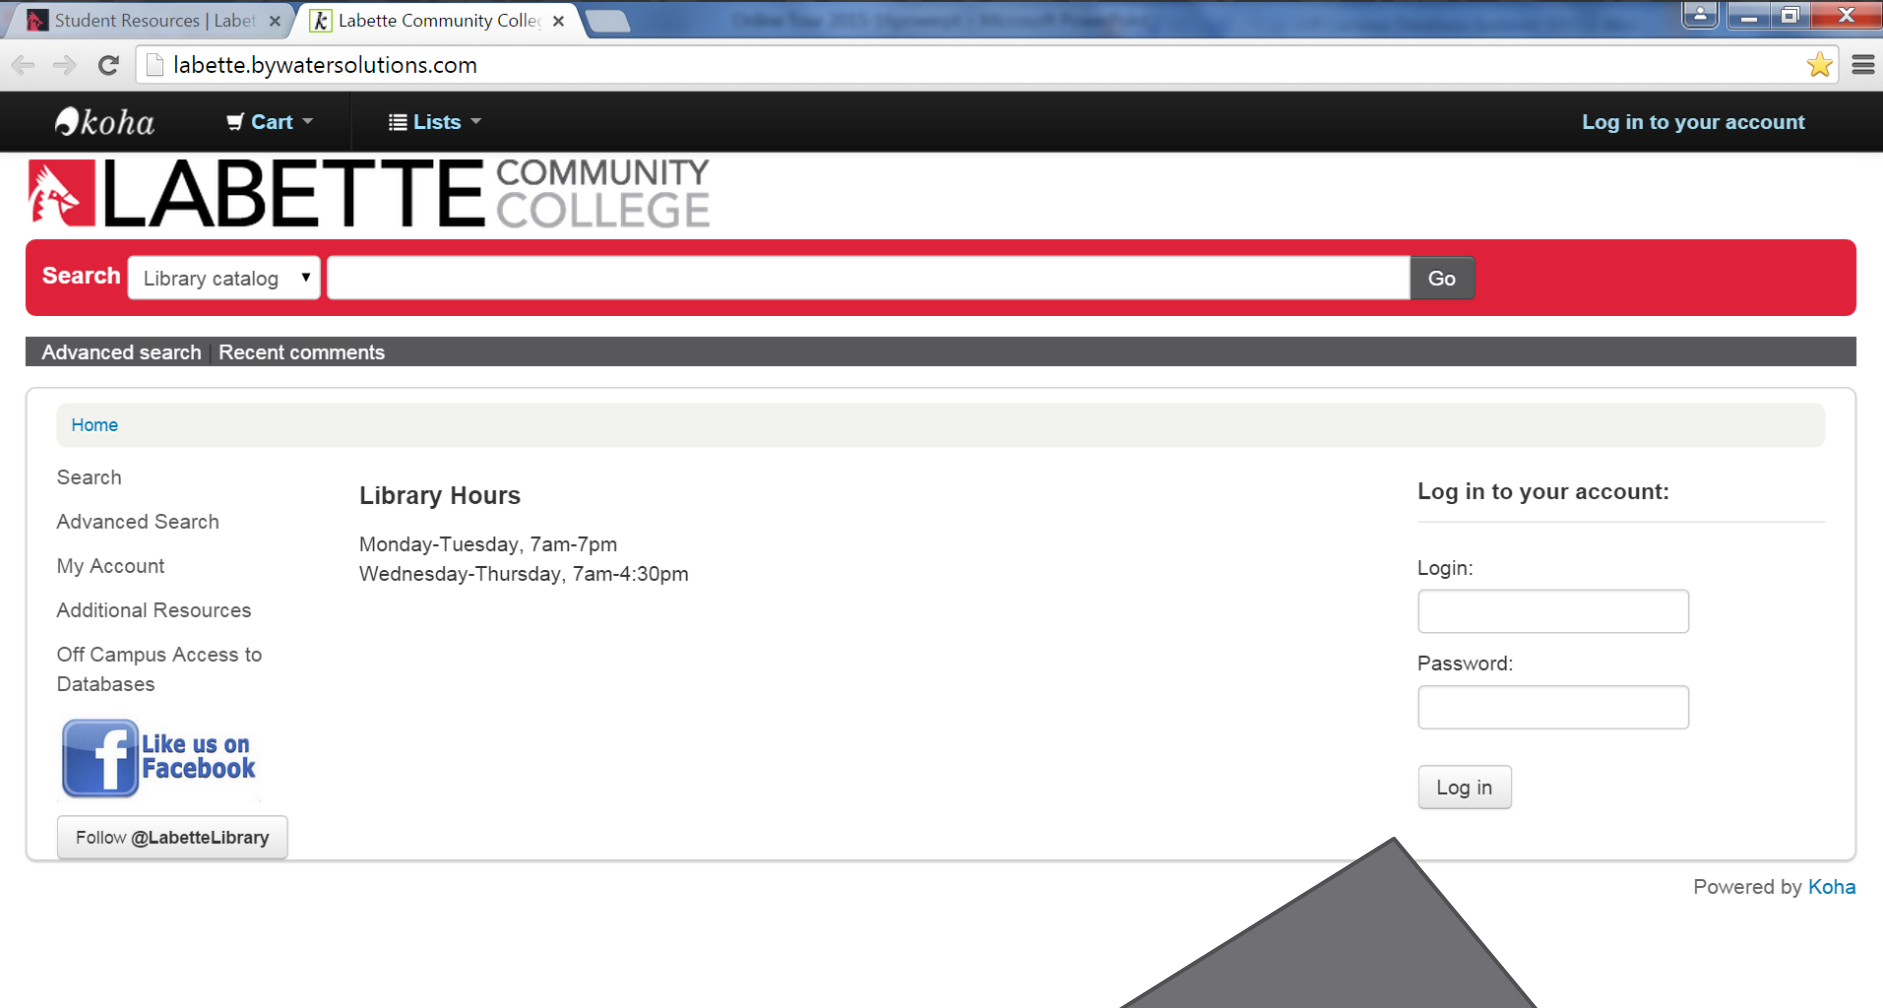 Student Resources | Labet
Labette Community Colleg
labette.bywatersolutions.com
koha
Cart
Lists
Log in to your account
LABETTE COMMUNITY
COLLEGE
Search
Library catalog
Go
Advanced search
Recent comments
Home
Search
Advanced Search
My Account
Additional Resources
Off Campus Access to
Databases
Like us on
Facebook
Follow @LabetteLibrary
Library Hours
Monday-Tuesday, 7am-7pm
Wednesday-Thursday, 7am-4:30pm
Log in to your account:
Login:
Password:
Log in
Powered by Koha